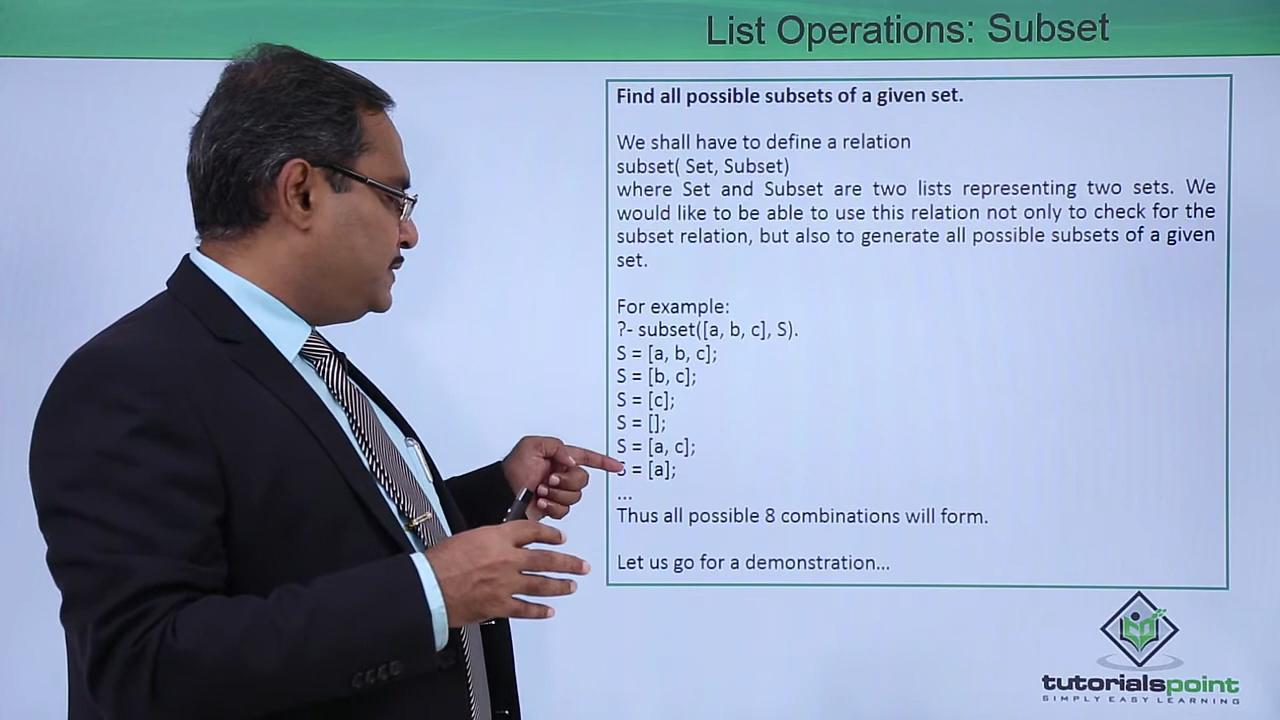 List Operations: Subset
Find all possible subsets of a given set.
We shall have to define a relation
subset( Set, Subset)
where Set and Subset are two lists representing two sets. We
would like to be able to use this relation not only to check for the
subset relation, but also to generate all possible subsets of a given
set.
For example:
?- subset([a, b, c], S).
S = [a, b, c];
S = [b, c];
S = [c];
S = [];
S = [a, c];
S = [a];
...
Thus all possible 8 combinations will form.
Let us go for a demonstration...
tutorialspoint
SIMPLY EASY LEARNING